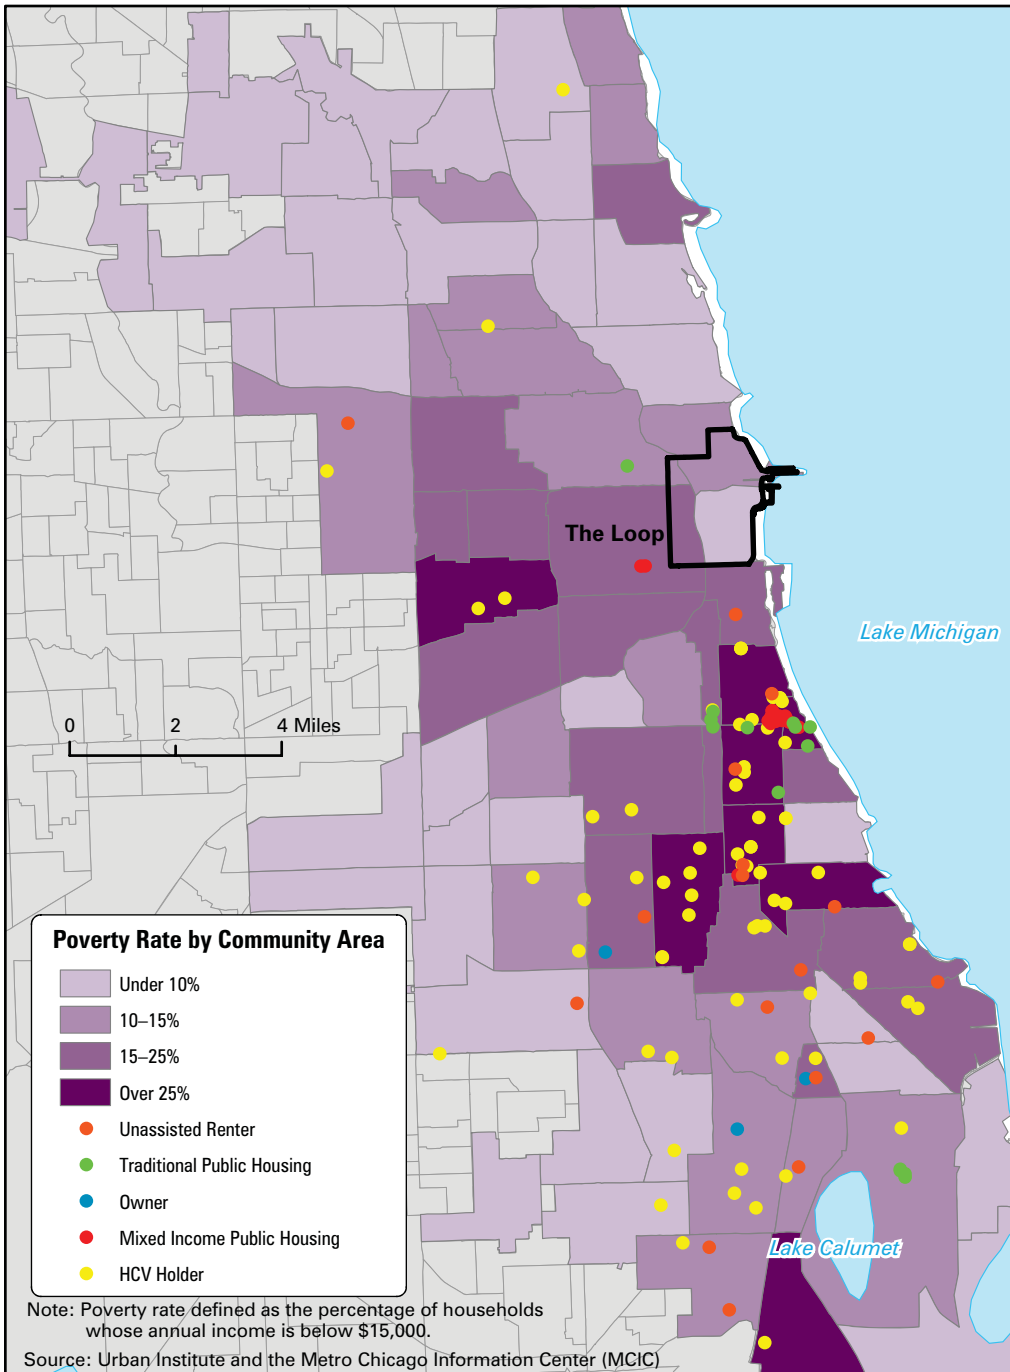 The Loop
Lake Michigan
0 2 4 Miles
Poverty Rate by Community Area
Under 10%
10–15%
15–25%
Over 25%
Unassisted Renter
Traditional Public Housing
Owner
Mixed Income Public Housing
HCV Holder
Lake Calumet
Note: Poverty rate defined as the percentage of households
whose annual income is below $15,000.
Source: Urban Institute and the Metro Chicago Information Center (MCIC)